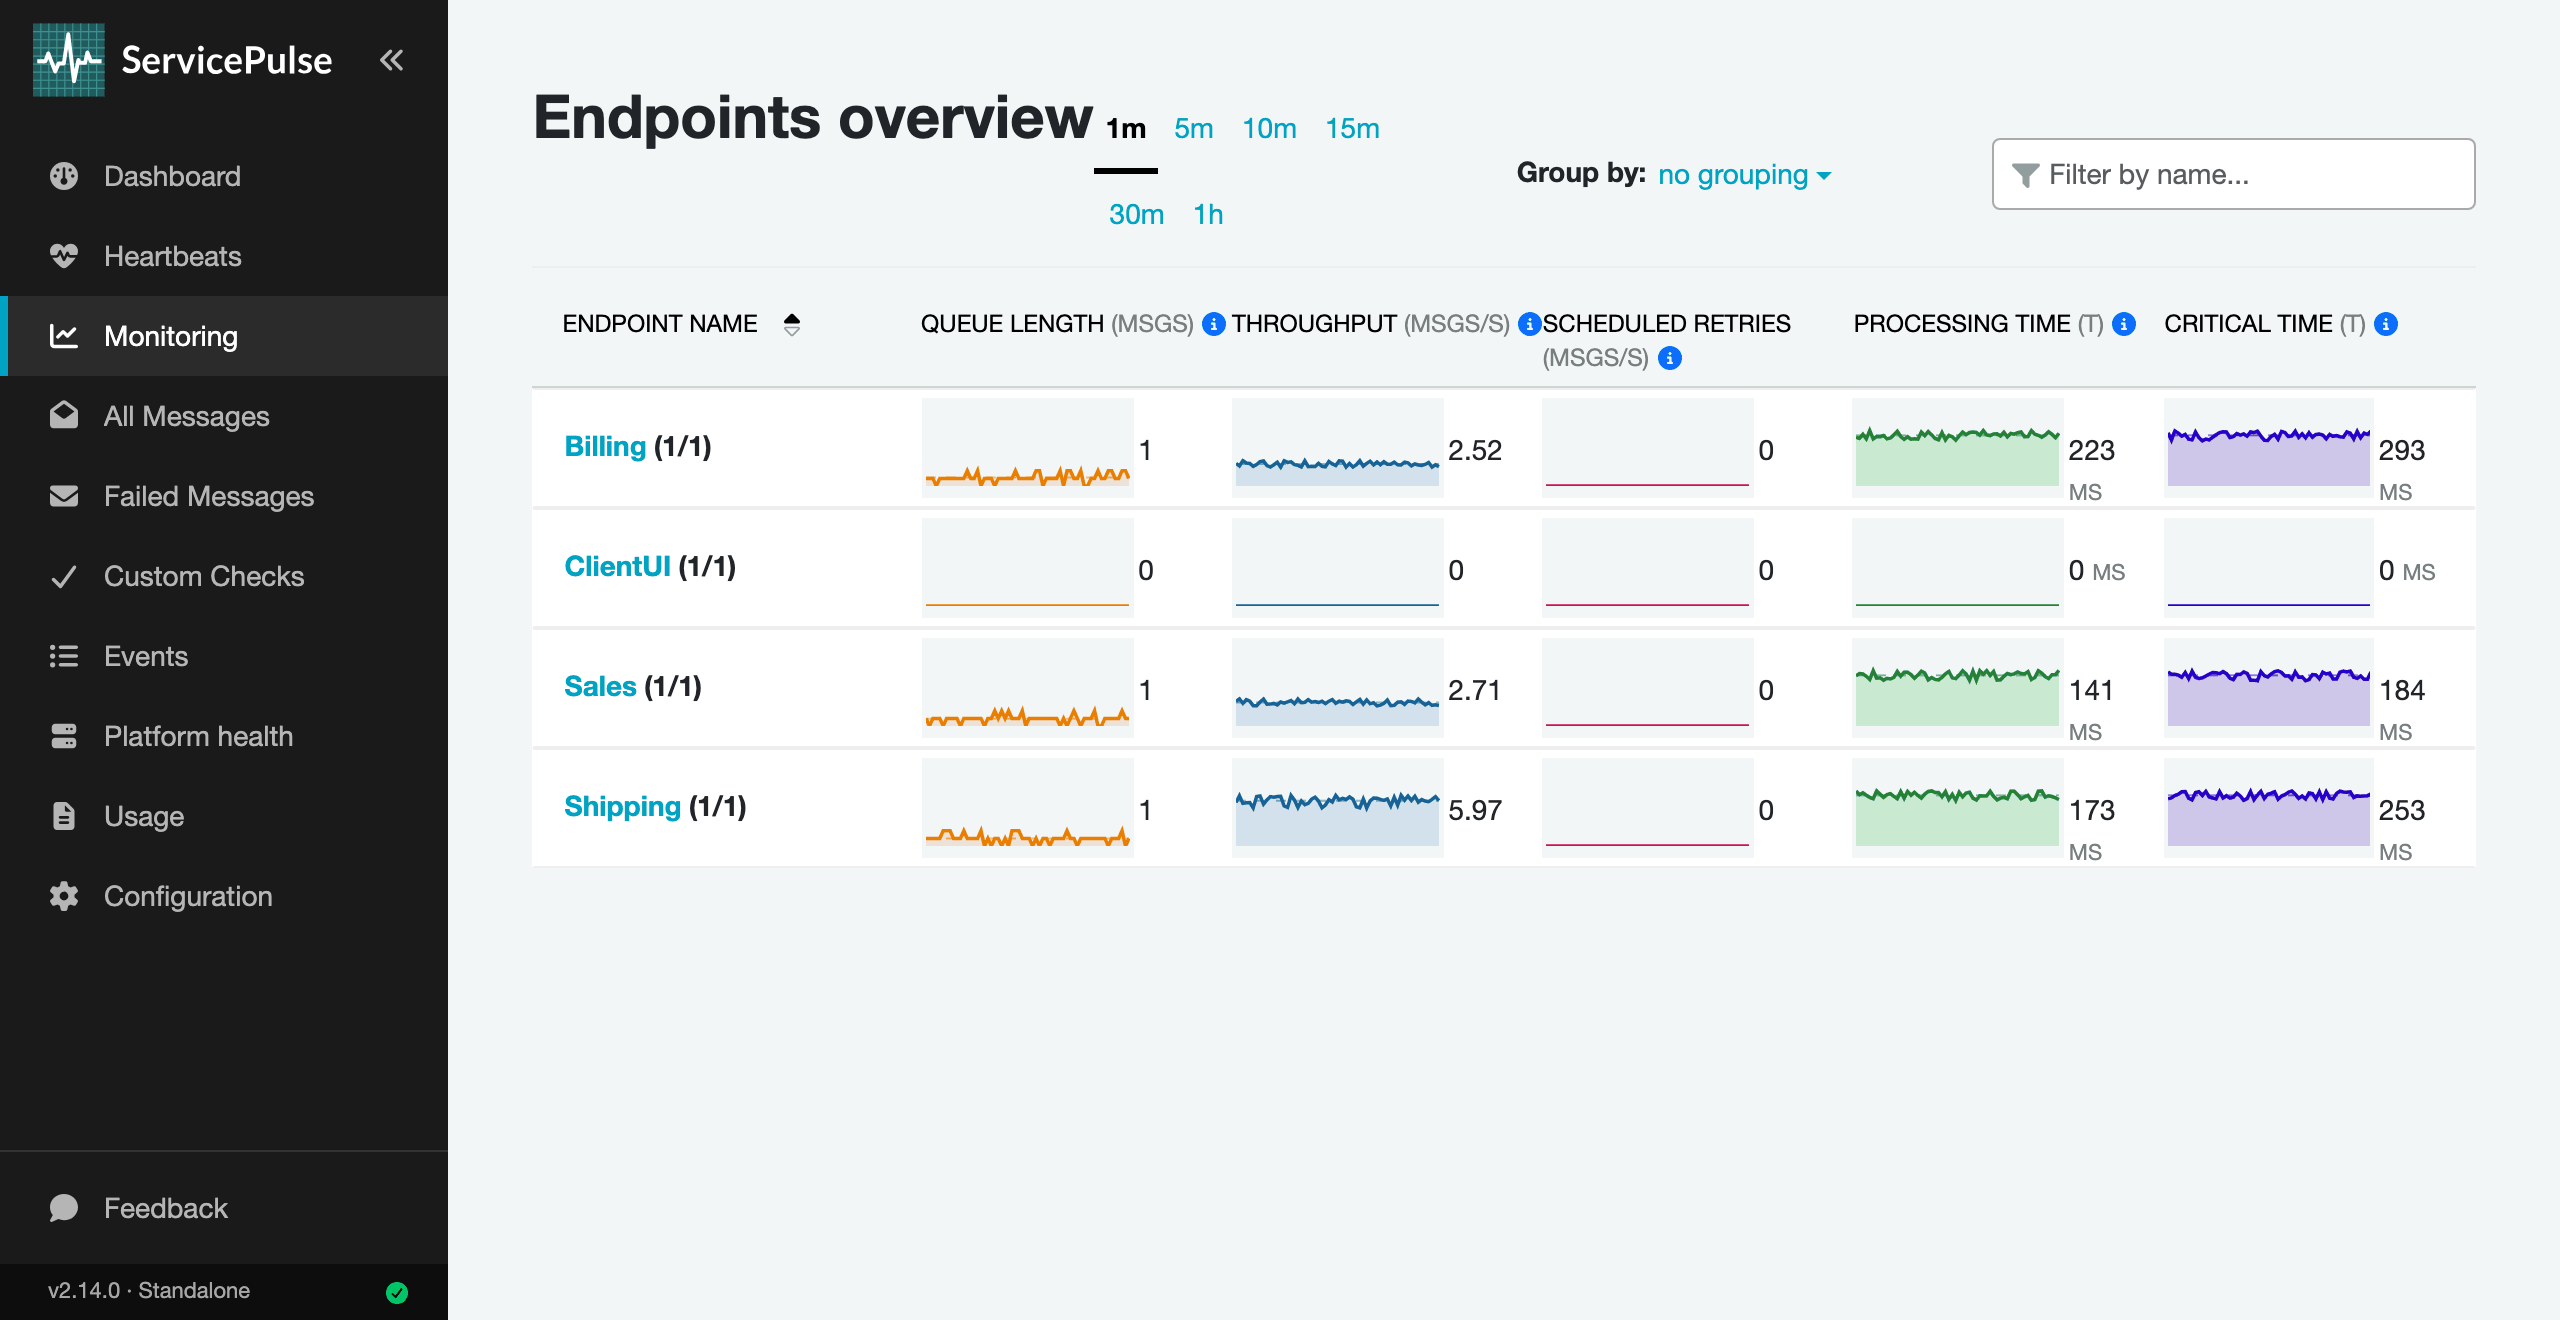 ServicePulse
Dashboard
Heartbeats
Monitoring
All Messages
Failed Messages
Custom Checks
Events
Platform health
Usage
Configuration
Feedback
v2.14.0 · Standalone
Endpoints overview 1m 5m 10m 15m
30m 1h
Group by: no grouping
Filter by name...
ENDPOINT NAME QUEUE LENGTH (MSGS) THROUGHPUT (MSGS/S) SCHEDULED RETRIES PROCESSING TIME (T) CRITICAL TIME (T)
(MSGS/S)
Billing (1/1) 1 2.52 0 223 293
MS MS
ClientUI (1/1) 0 0 0 0 MS 0 MS
Sales (1/1) 1 2.71 0 141 184
MS MS
Shipping (1/1) 1 5.97 0 173 253
MS MS